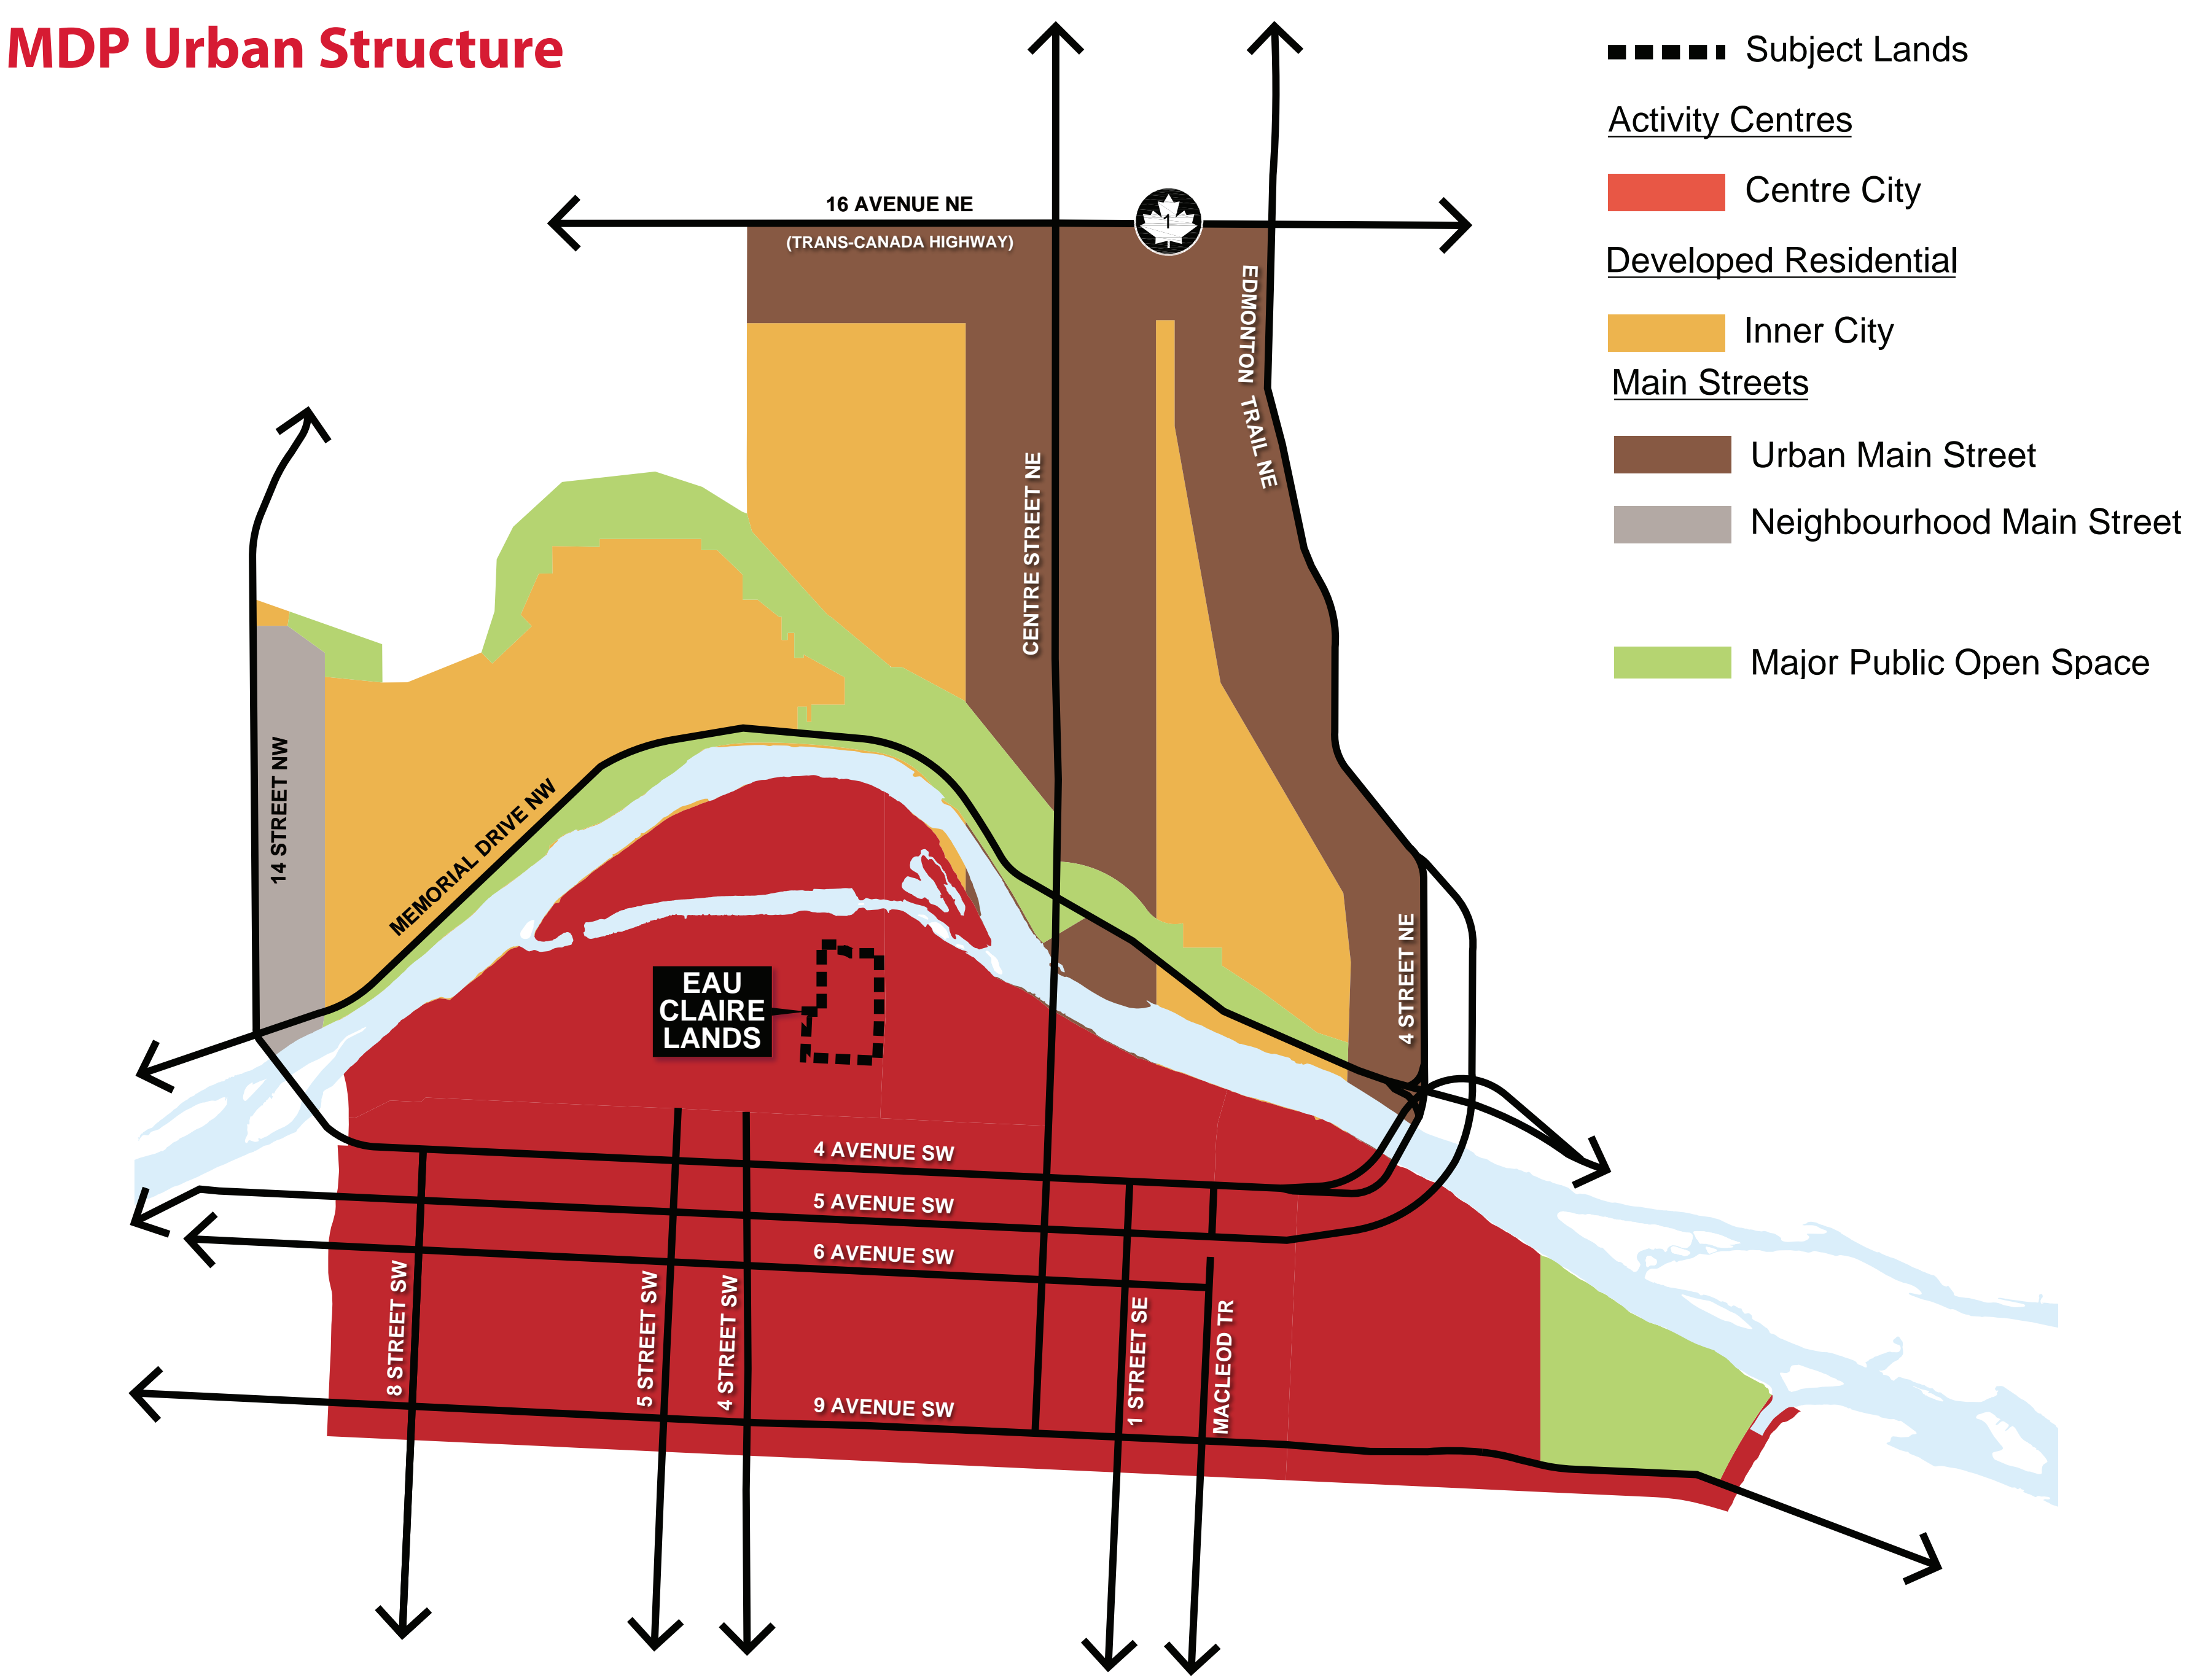 MDP Urban Structure
Subject Lands
Activity Centres
Centre City
Developed Residential
Inner City
Main Streets
Urban Main Street
Neighbourhood Main Street
Major Public Open Space
16 AVENUE NE
(TRANS-CANADA HIGHWAY)
1
EDMONTON TRAIL NE
CENTRE STREET NE
14 STREET NW
MEMORIAL DRIVE NW
4 STREET NE
EAU
CLAIRE
LANDS
4 AVENUE SW
5 AVENUE SW
6 AVENUE SW
8 STREET SW
5 STREET SW
4 STREET SW
1 STREET SE
MACLEOD TR
9 AVENUE SW